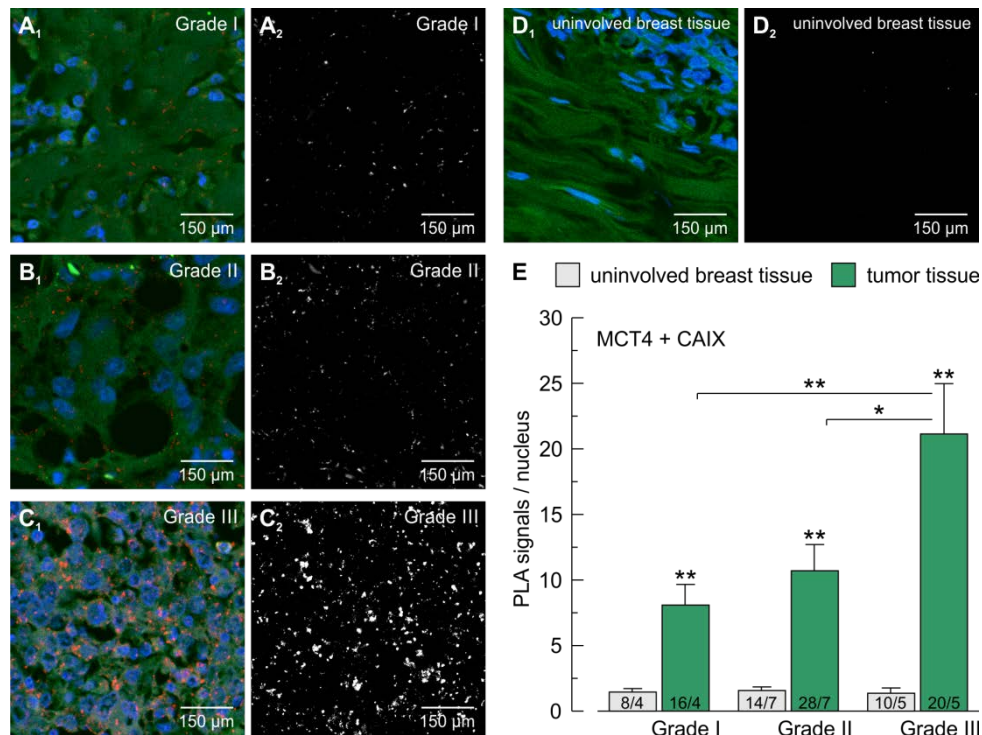 A1 Grade I
A2 Grade I
150 µm
150 µm
B1 Grade II
B2 Grade II
150 µm
150 µm
C1 Grade III
C2 Grade III
150 µm
150 µm
D1 uninvolved breast tissue
D2 uninvolved breast tissue
150 µm
150 µm
E uninvolved breast tissue tumor tissue
MCT4 + CAIX
PLA signals / nucleus
30
25
20
15
10
5
0
**
**
**
**
*
8/4 16/4 14/7 28/7 10/5 20/5
Grade I Grade II Grade III